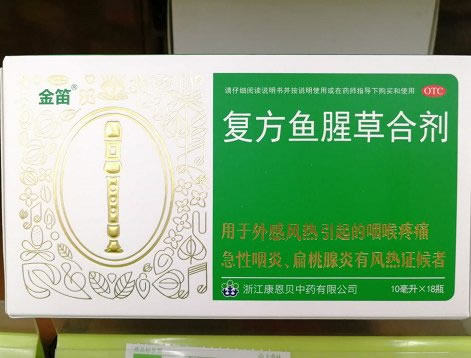 金笛®
请仔细阅读说明书并按说明使用或在药师指导下购买和使用
OTC
复方鱼腥草合剂
用于外感风热引起的咽喉疼痛
急性咽炎、扁桃腺炎有风热证候者
浙江康恩贝中药有限公司
10毫升×18瓶